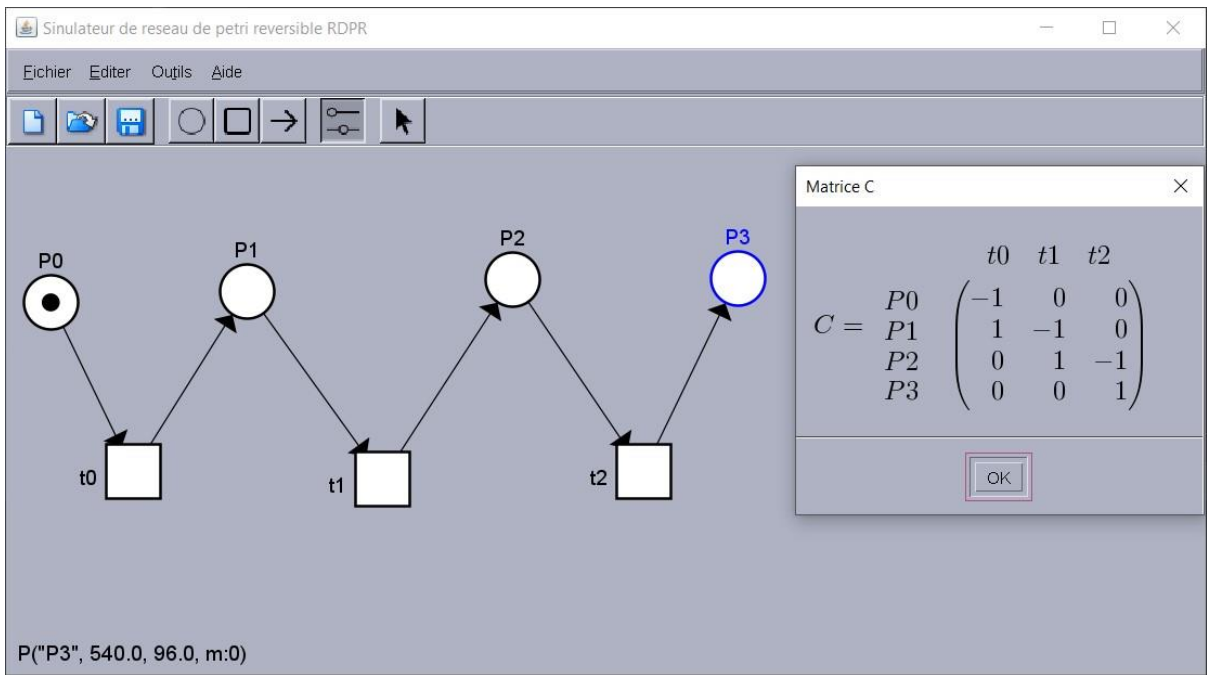 Sinulateur de reseau de petri reversible RDPR
Fichier Editer Outils Aide
Matrice C
P0
P1
P2
P3
t0
t1
t2
t0 t1 t2
P0 -1 0 0
C = P1 1 -1 0
P2 0 1 -1
P3 0 0 1
OK
P("P3", 540.0, 96.0, m:0)